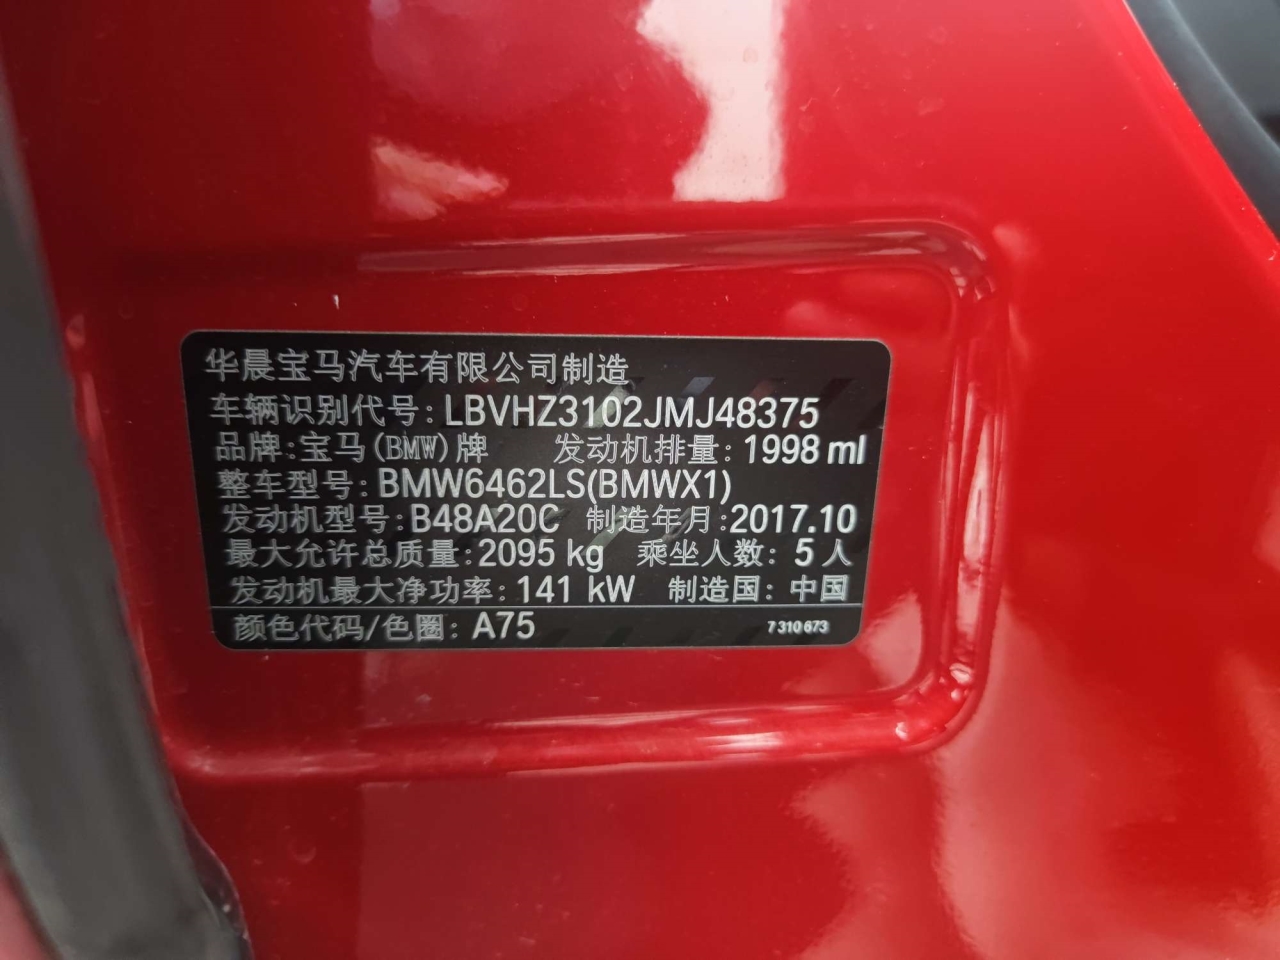 华晨宝马汽车有限公司制造
车辆识别代号: LBVHZ3102JMJ48375
品牌: 宝马(BMW)牌 发动机排量: 1998 ml
整车型号: BMW6462LS(BMWX1)
发动机型号: B48A20C 制造年月: 2017.10
最大允许总质量: 2095 kg 乘坐人数: 5 人
发动机最大净功率: 141 kW 制造国: 中国
颜色代码/色圈: A75 7310673